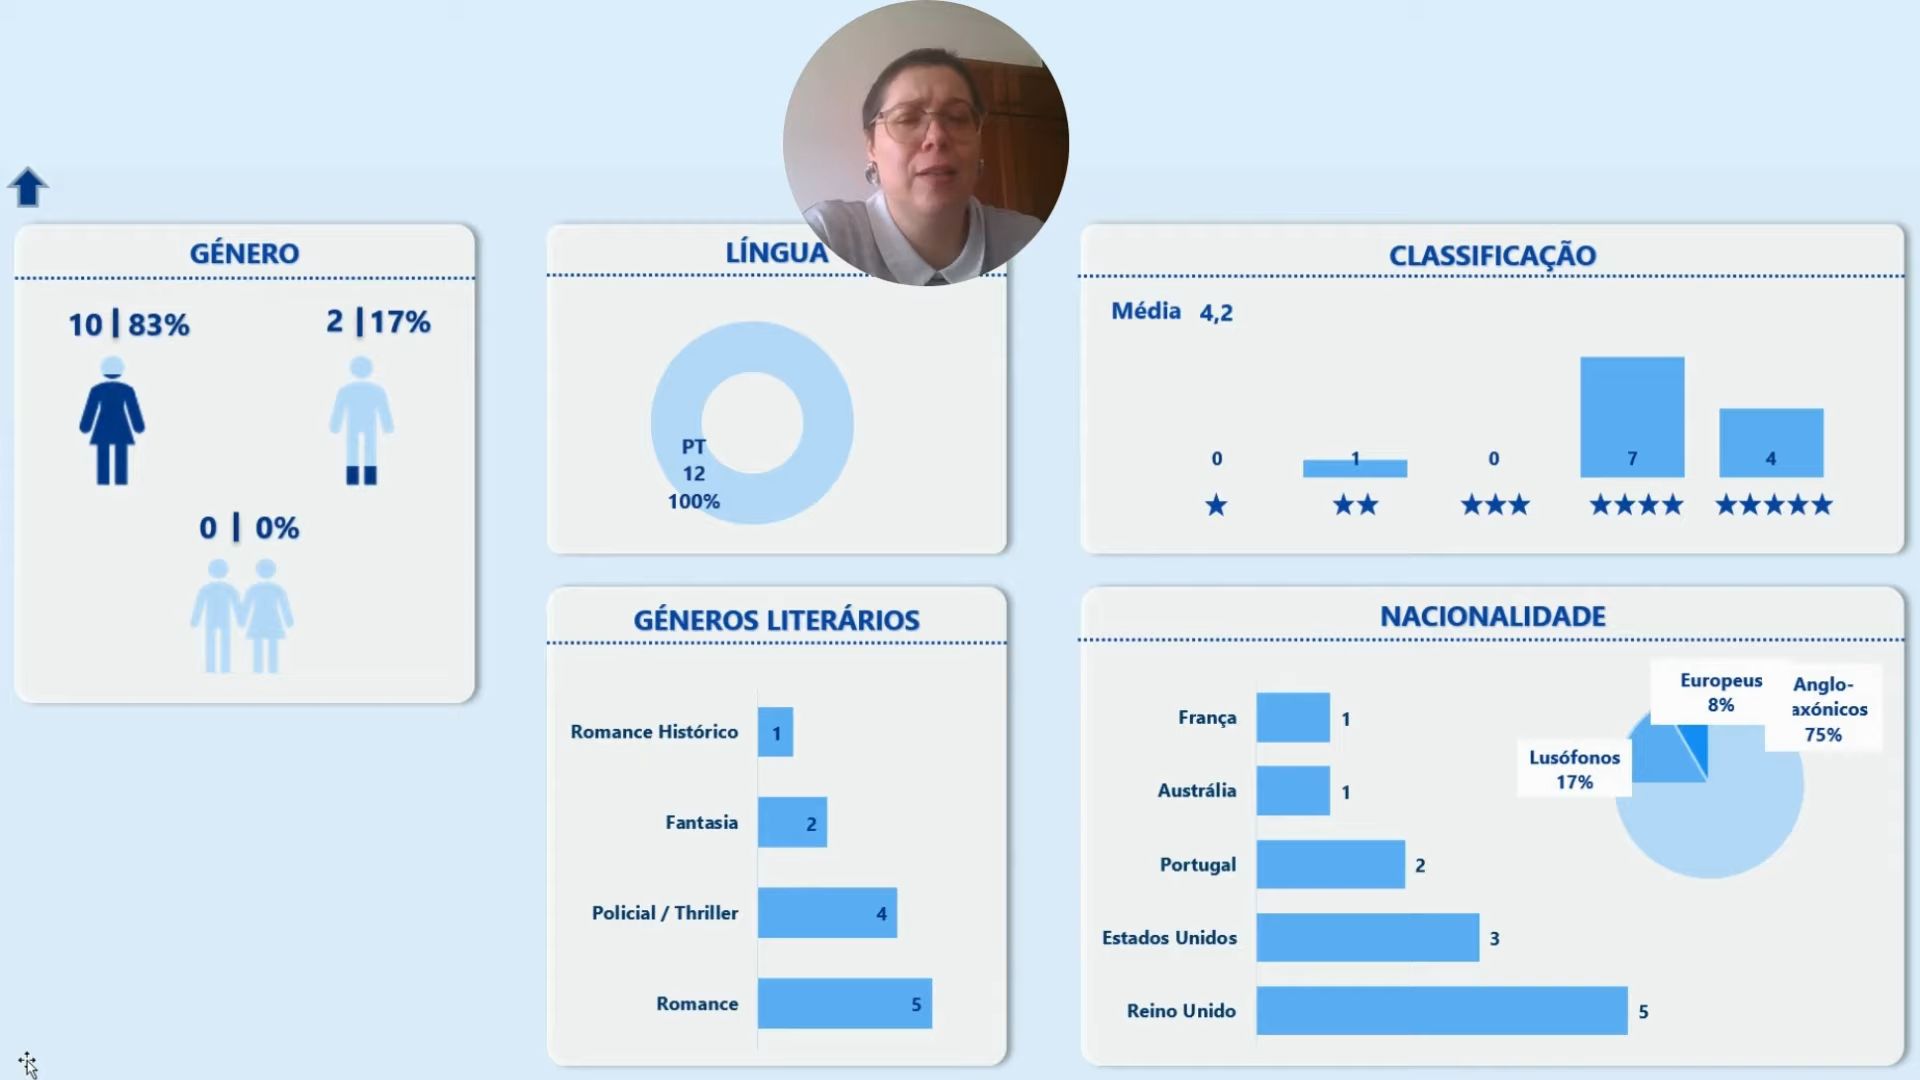 GÉNERO
10 | 83%
2 | 17%
0 | 0%
LÍNGUA
PT
12
100%
CLASSIFICAÇÃO
Média 4,2
0
1
0
7
4
GÉNEROS LITERÁRIOS
Romance Histórico 1
Fantasia 2
Policial / Thriller 4
Romance 5
NACIONALIDADE
França 1
Austrália 1
Portugal 2
Estados Unidos 3
Reino Unido 5
Europeus
8%
Anglo-
axónicos
75%
Lusófonos
17%